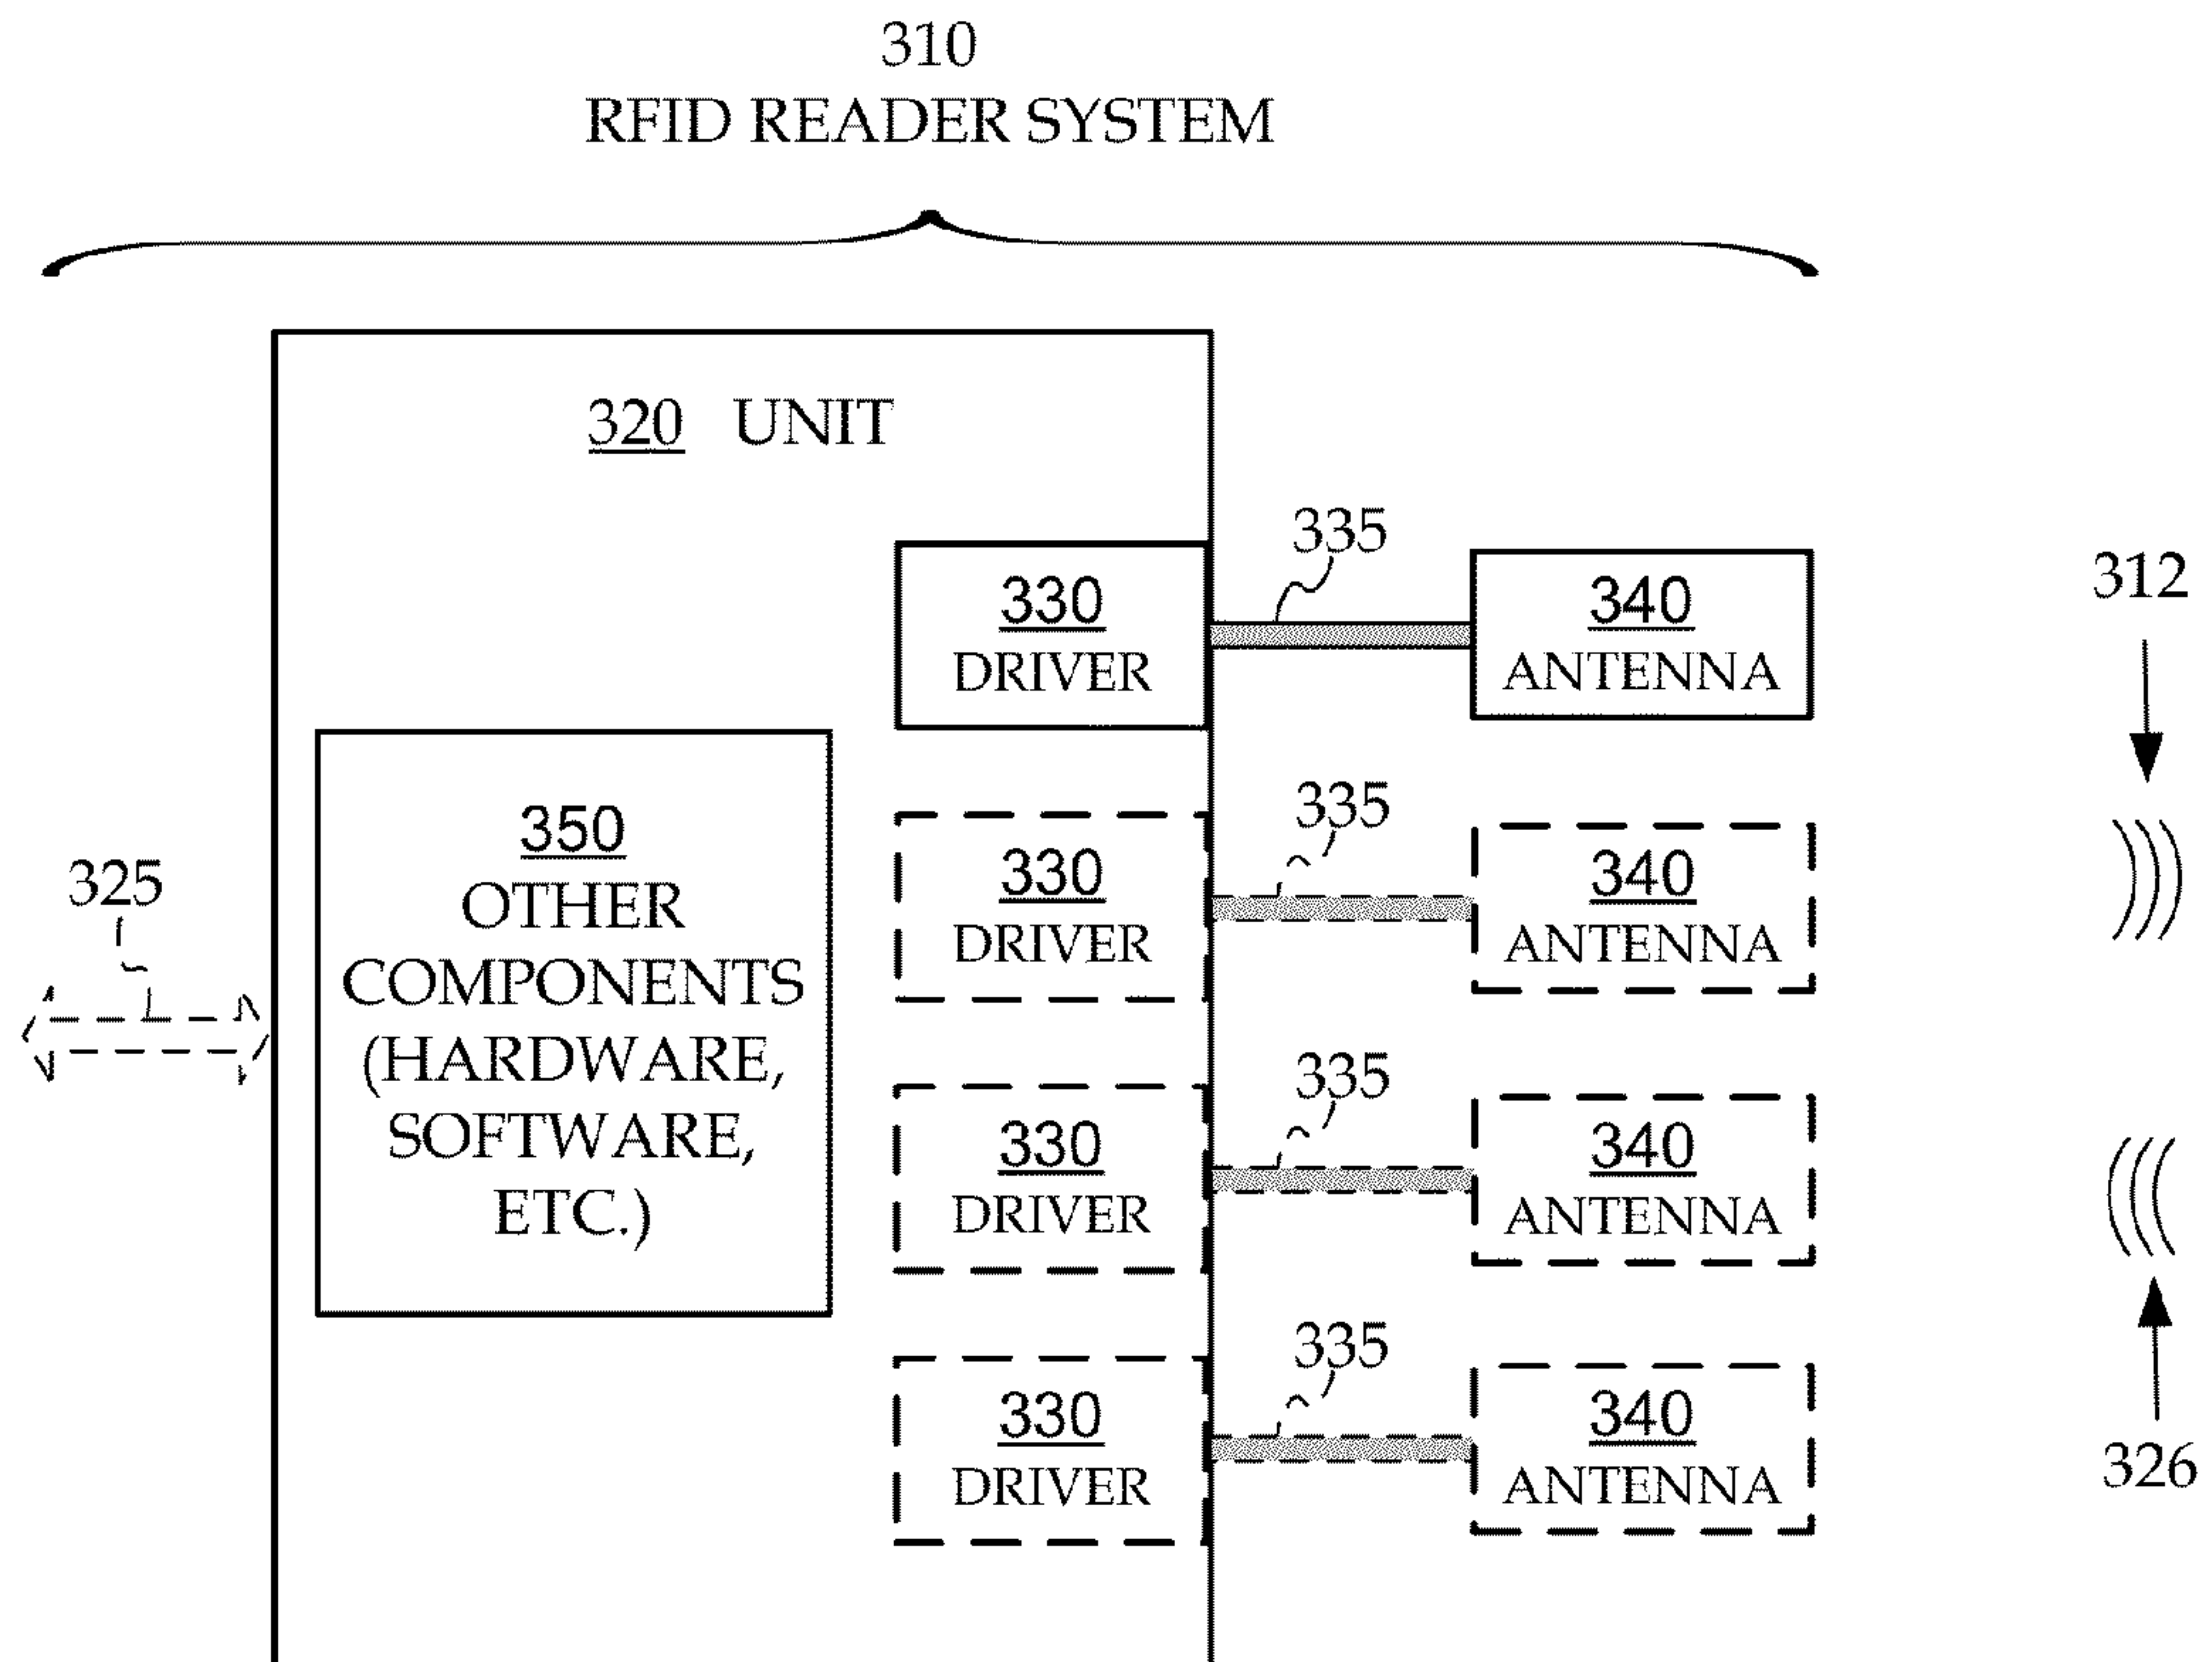 310
RFID READER SYSTEM
320 UNIT
335
330
DRIVER
340
ANTENNA
312
350
OTHER
COMPONENTS
(HARDWARE,
SOFTWARE,
ETC.)
325
335
330
DRIVER
340
ANTENNA
335
330
DRIVER
340
ANTENNA
335
330
DRIVER
340
ANTENNA
326